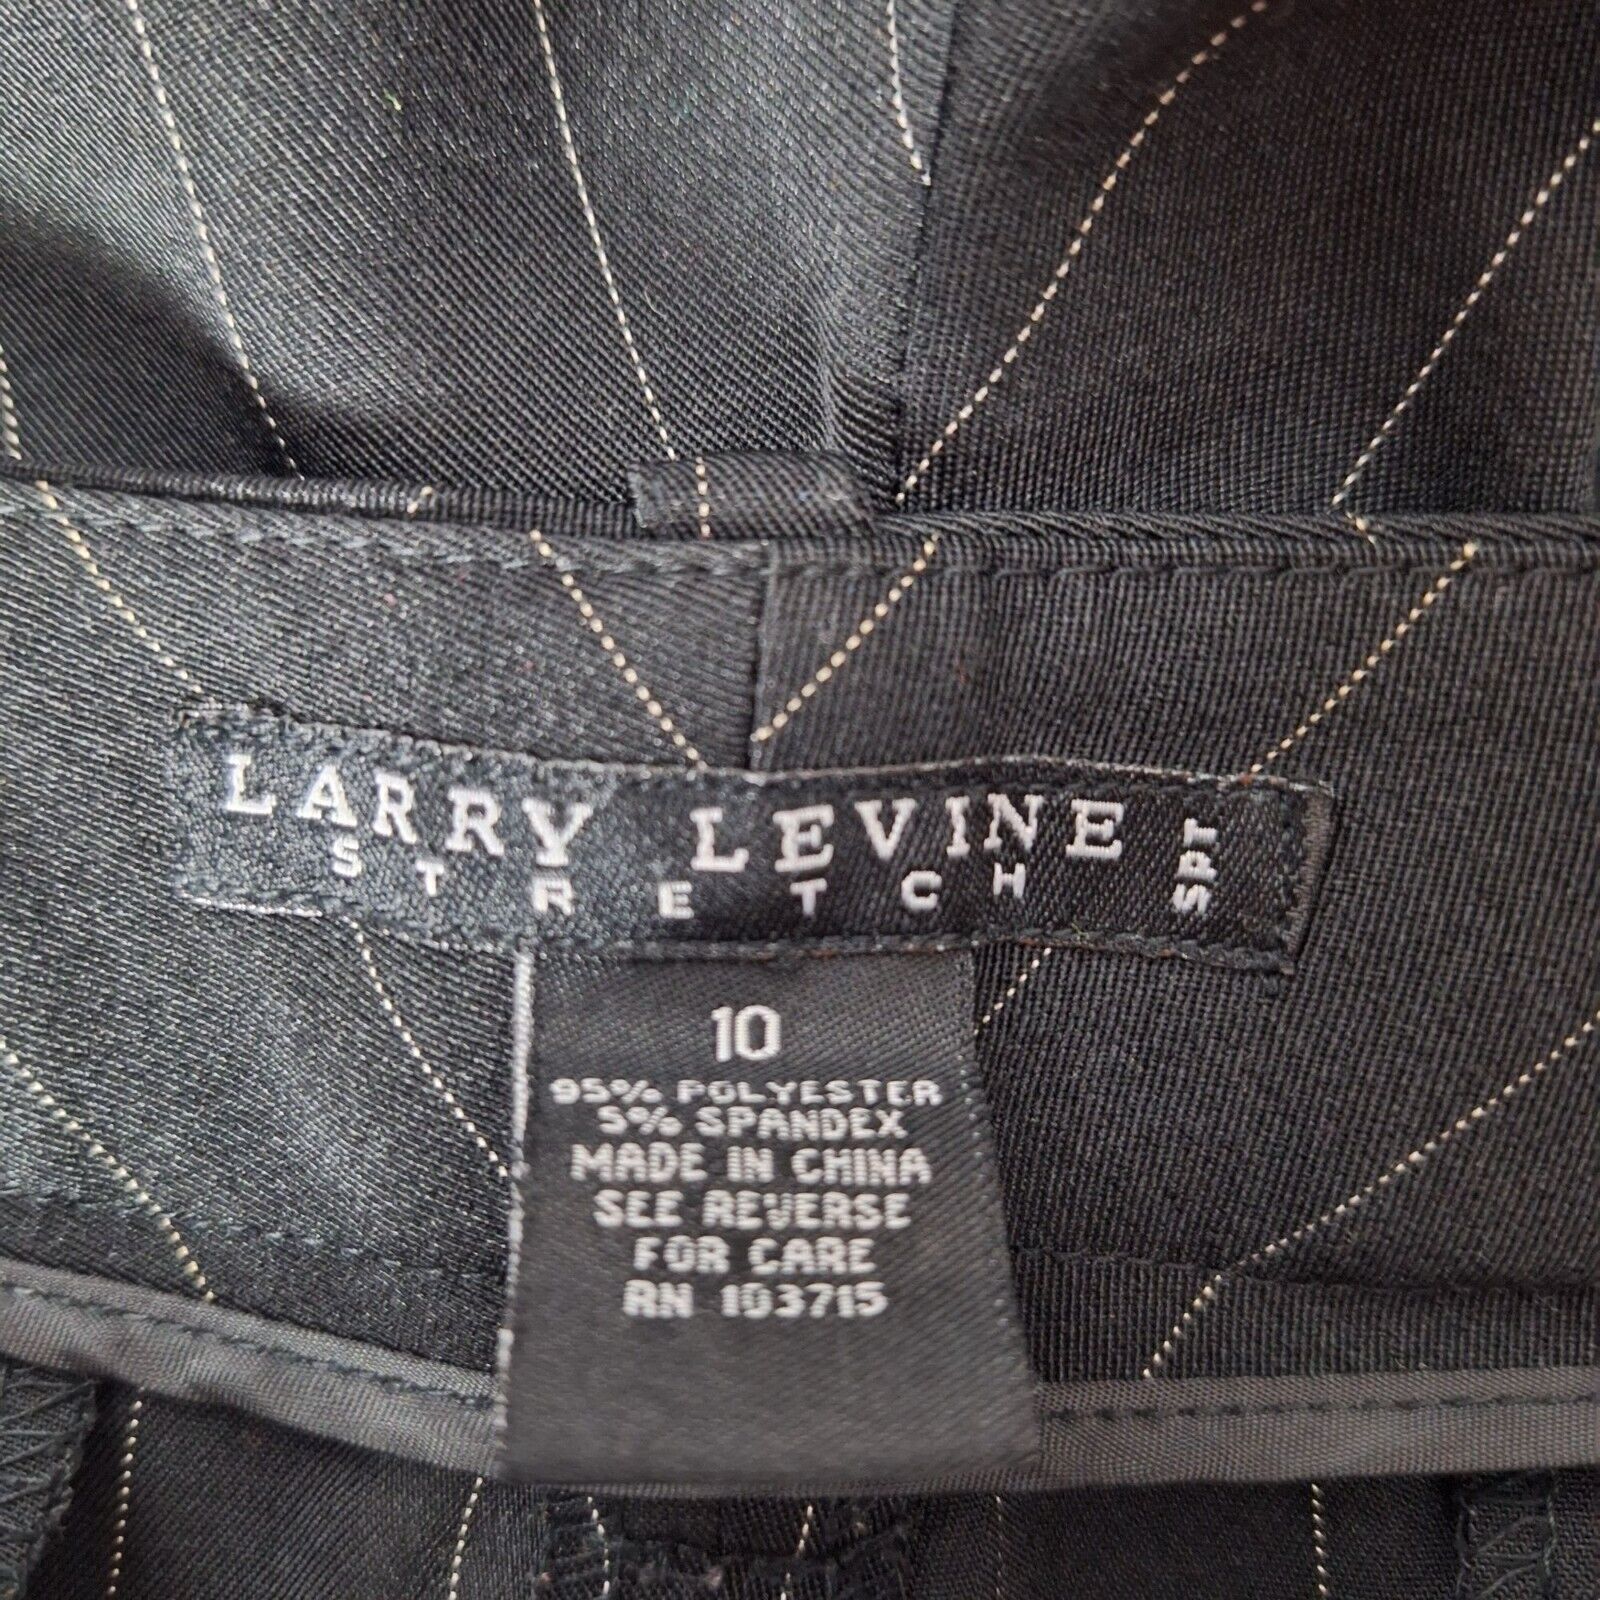 LARRY LEVINE
STRETCH
SPT
10
95% POLYESTER
5% SPANDEX
MADE IN CHINA
SEE REVERSE
FOR CARE
RN 103715